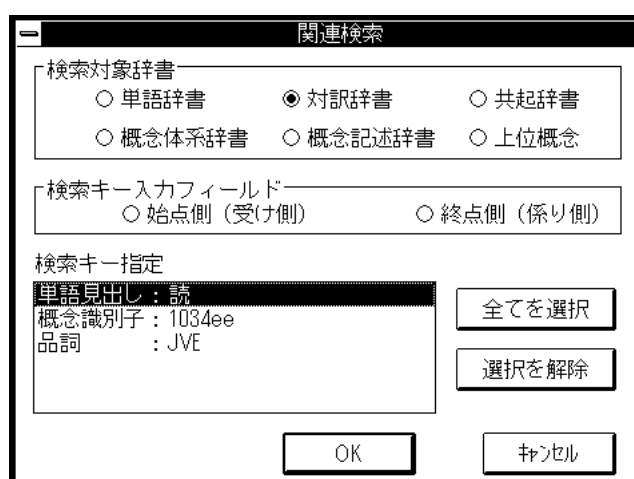 関連検索
検索対象辞書
単語辞書 対訳辞書 共起辞書
概念体系辞書 概念記述辞書 上位概念
検索キー入力フィールド
始点側（受け側） 終点側（係り側）
検索キー指定
単語見出し：読
概念識別子：1034ee
品詞 ：JVE
全てを選択
選択を解除
OK ｷｬﾝｾﾙ